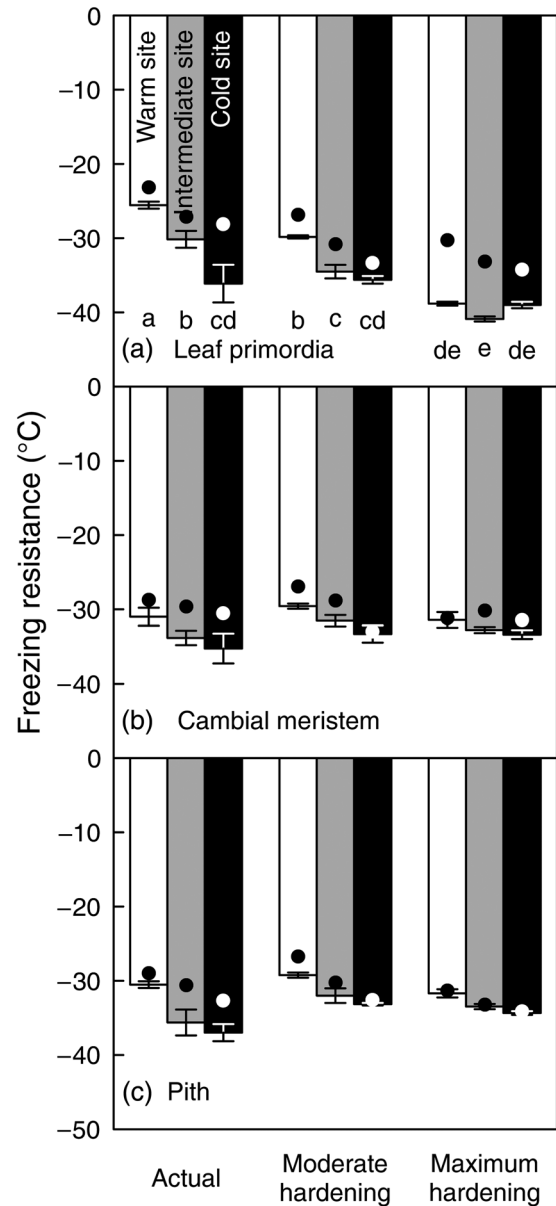 0
−10
−20
−30
−40
Warm site
Intermediate site
Cold site
a b cd b c cd de e de
(a) Leaf primordia
Freezing resistance (°C)
0
−10
−20
−30
−40
(b) Cambial meristem
0
−10
−20
−30
−40
−50
(c) Pith
Actual
Moderate
hardening
Maximum
hardening